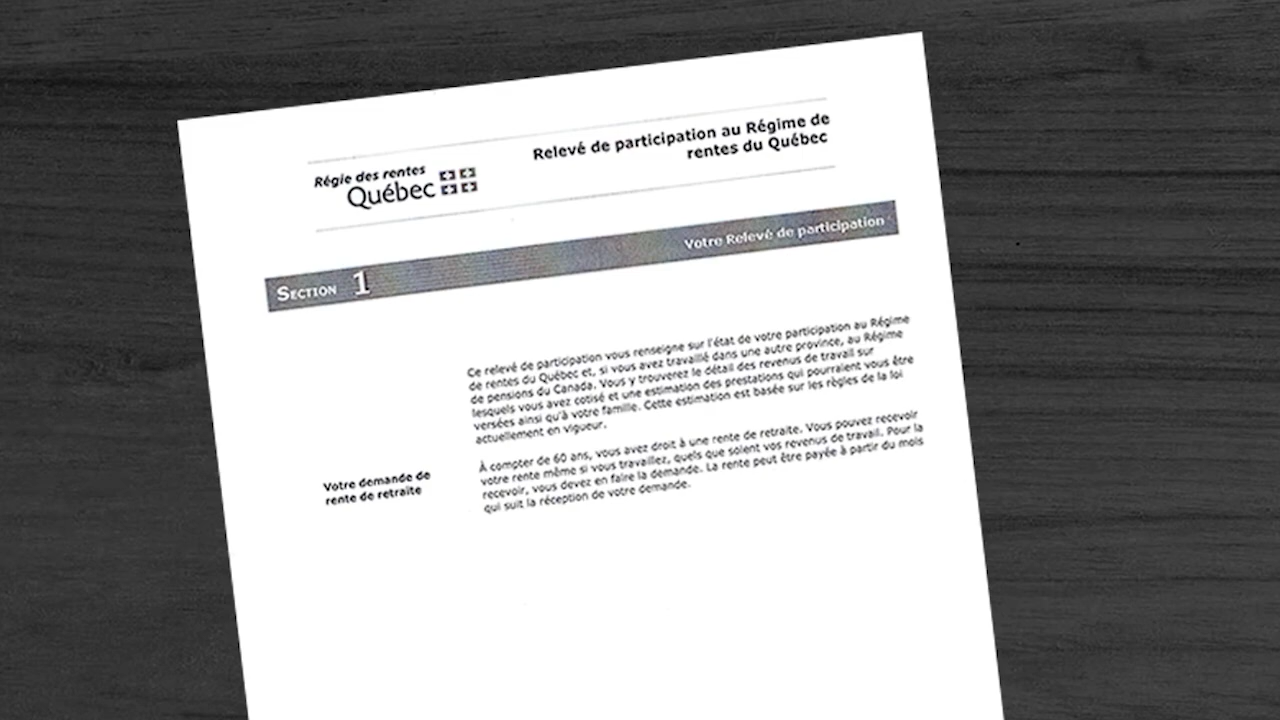 Relevé de participation au Régime de
rentes du Québec
Régie des rentes
Québec
SECTION 1
Votre Relevé de participation
Ce relevé de participation vous renseigne sur l'état de votre participation au Régime
de rentes du Québec et, si vous avez travaillé dans une autre province, au Régime
de pensions du Canada. Vous y trouverez le détail des revenus de travail sur
lesquels vous avez cotisé et une estimation des prestations qui pourraient vous être
versées ainsi qu'à votre famille. Cette estimation est basée sur les règles de la loi
actuellement en vigueur.
Votre demande de
rente de retraite
À compter de 60 ans, vous avez droit à une rente de retraite. Vous pouvez recevoir
votre rente même si vous travaillez, quels que soient vos revenus de travail. Pour la
recevoir, vous devez en faire la demande. La rente peut être payée à partir du mois
qui suit la réception de votre demande.